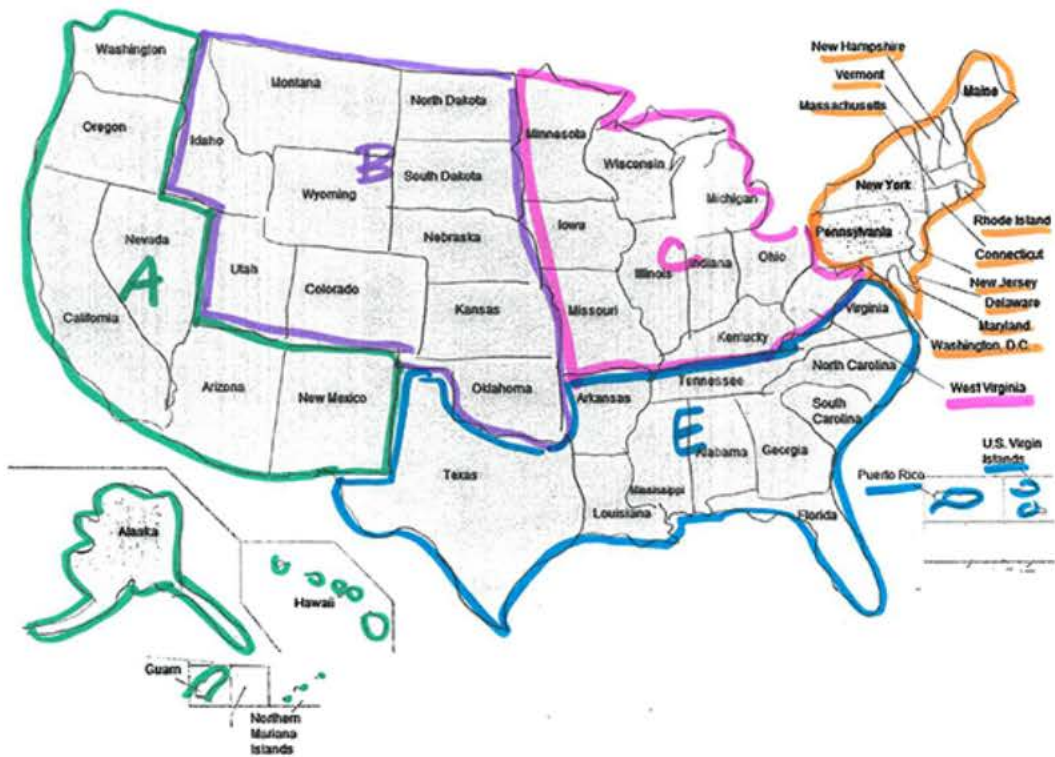 Washington
Montana
North Dakota
Minnesota
New Hampshire
Vermont
Massachusetts
Maine
Oregon
Idaho
B
Wyoming
South Dakota
Wisconsin
Michigan
New York
Rhode Island
Nevada
A
California
Utah
Colorado
Nebraska
Kansas
Iowa
Illinois
C
Indiana
Ohio
Pennsylvania
Connecticut
New Jersey
Delaware
Maryland
Washington, D.C.
Missouri
Kentucky
Virginia
West Virginia
Arizona
New Mexico
Oklahoma
Arkansas
Tennessee
North Carolina
South
Carolina
E
Texas
Louisiana
Mississippi
Alabama
Georgia
Florida
U.S. Virgin
Islands
Puerto Rico
Alaska
Hawaii
Guam
Northern
Mariana
Islands